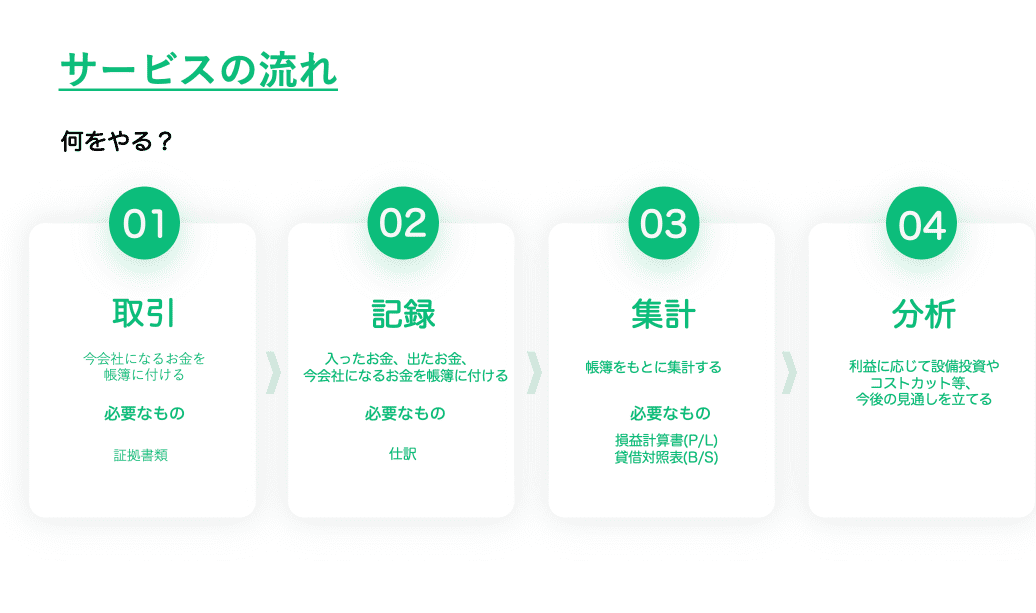 サービスの流れ
何をやる？
01
取引
今会社になるお金を
帳簿に付ける
必要なもの
証拠書類
02
記録
入ったお金、出たお金、
今会社になるお金を帳簿に付ける
必要なもの
仕訳
03
集計
帳簿をもとに集計する
必要なもの
損益計算書(P/L)
貸借対照表(B/S)
04
分析
利益に応じて設備投資や
コストカット等、
今後の見通しを立てる